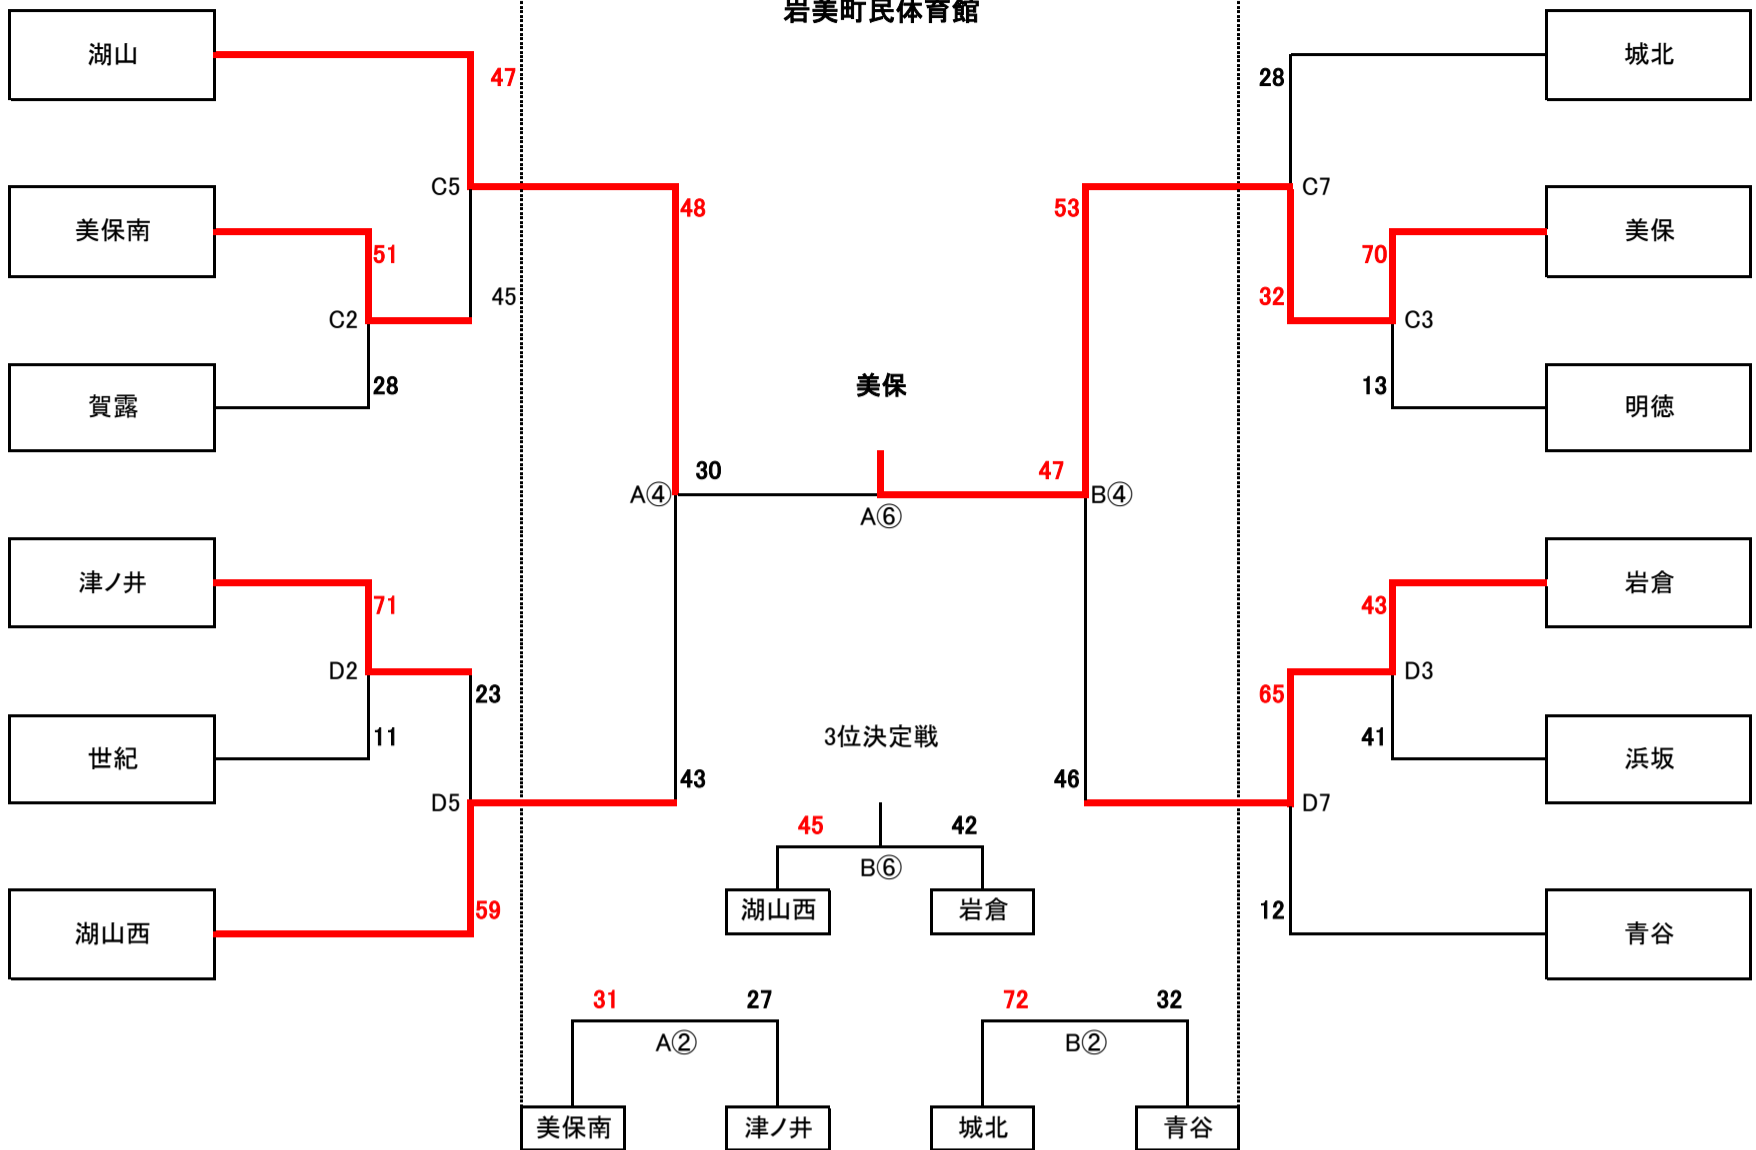 岩美町民体育館
湖山
47
28
城北
C5
C7
48
53
美保南
51
70
美保
45
32
C2
C3
28
13
賀露
明徳
美保
30
47
A④
B④
A⑥
津ノ井
71
43
岩倉
D2
D3
23
65
11
41
世紀
浜坂
3位決定戦
43
46
D5
D7
45
42
B⑥
湖山西
59
湖山西
岩倉
12
青谷
31
27
72
32
A②
B②
美保南
津ノ井
城北
青谷